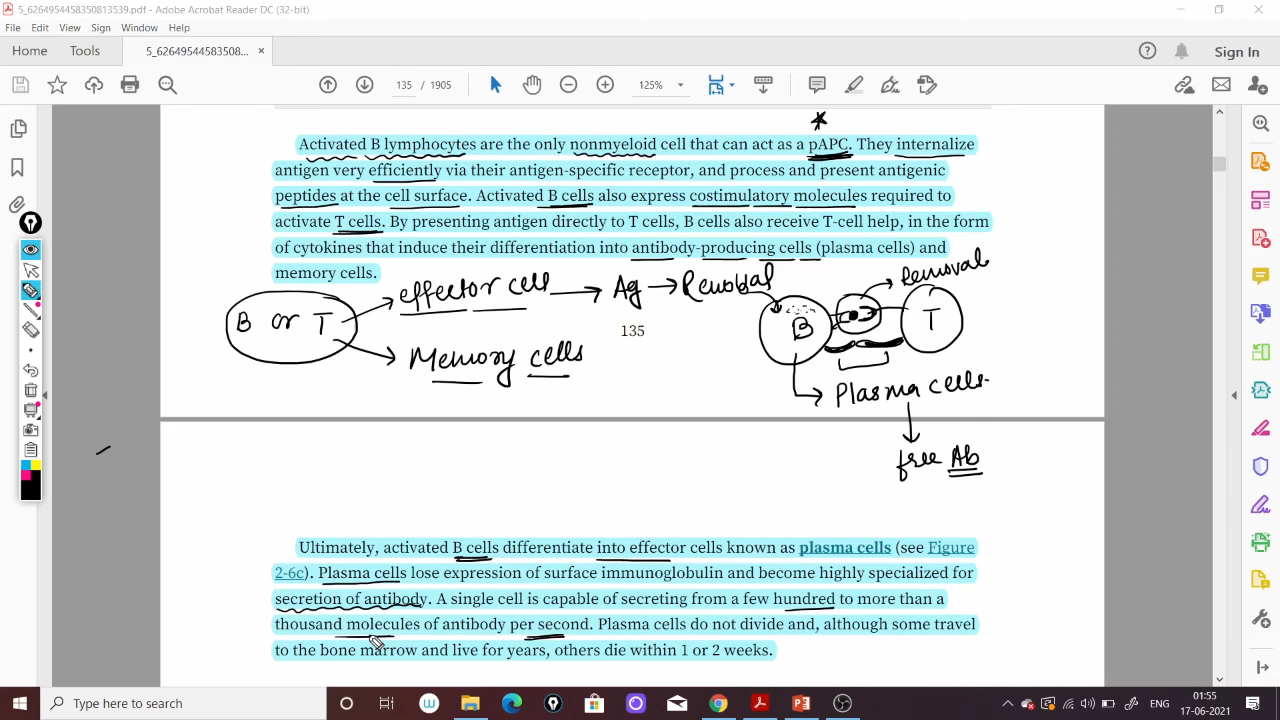 5_6264954458350813539.pdf - Adobe Acrobat Reader DC (32-bit)
File Edit View Sign Window Help
Home Tools 5_62649544583508... × Sign In
135 / 1905 125%
Activated B lymphocytes are the only nonmyeloid cell that can act as a pAPC. They internalize
antigen very efficiently via their antigen-specific receptor, and process and present antigenic
peptides at the cell surface. Activated B cells also express costimulatory molecules required to
activate T cells. By presenting antigen directly to T cells, B cells also receive T-cell help, in the form
of cytokines that induce their differentiation into antibody-producing cells (plasma cells) and
memory cells.
B or T
effector cell → Ag → Removal
Memory cells
135
B T
Removal
Plasma cells
free Ab
Ultimately, activated B cells differentiate into effector cells known as plasma cells (see Figure
2-6c). Plasma cells lose expression of surface immunoglobulin and become highly specialized for
secretion of antibody. A single cell is capable of secreting from a few hundred to more than a
thousand molecules of antibody per second. Plasma cells do not divide and, although some travel
to the bone marrow and live for years, others die within 1 or 2 weeks.
Type here to search
ENG
01:55
17-06-2021